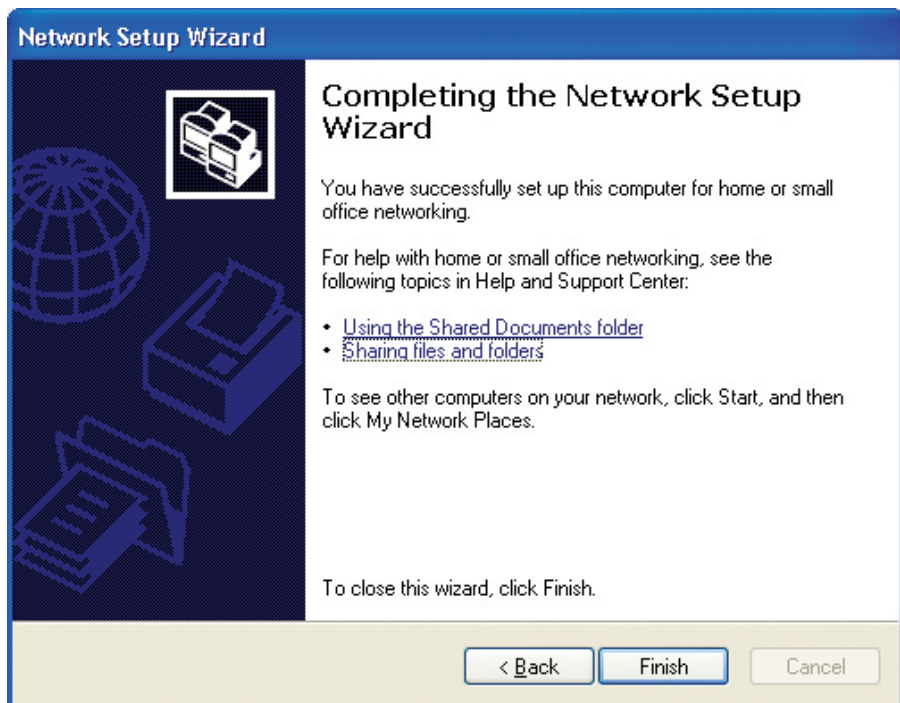 Network Setup Wizard
Completing the Network Setup
Wizard
You have successfully set up this computer for home or small
office networking.
For help with home or small office networking, see the
following topics in Help and Support Center:
• Using the Shared Documents folder
• Sharing files and folders
To see other computers on your network, click Start, and then
click My Network Places.
To close this wizard, click Finish.
< Back Finish Cancel